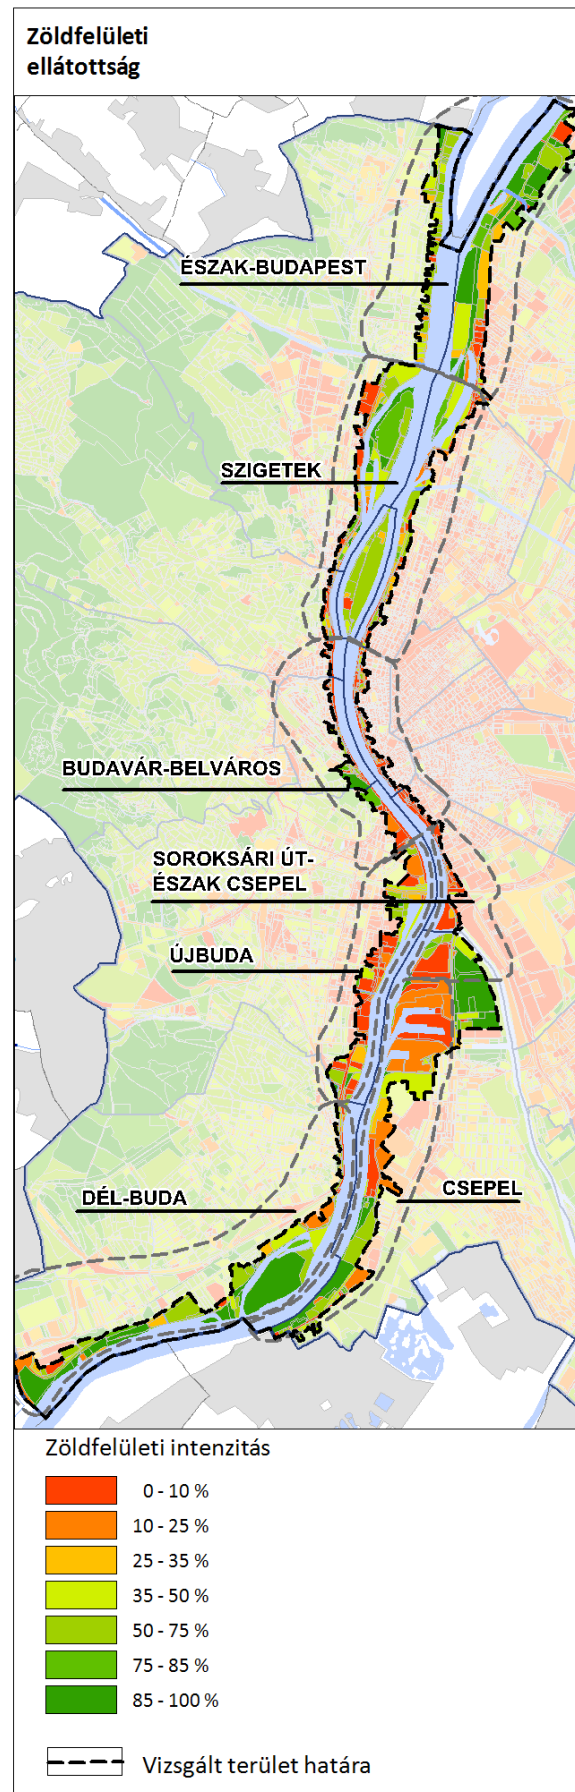 Zöldfelületi
ellátottság
ÉSZAK-BUDAPEST
SZIGETEK
BUDAVÁR-BELVÁROS
SOROKSÁRI ÚT-
ÉSZAK CSEPEL
ÚJBUDA
DÉL-BUDA
CSEPEL
Zöldfelületi intenzitás
0 - 10 %
10 - 25 %
25 - 35 %
35 - 50 %
50 - 75 %
75 - 85 %
85 - 100 %
Vizsgált terület határa